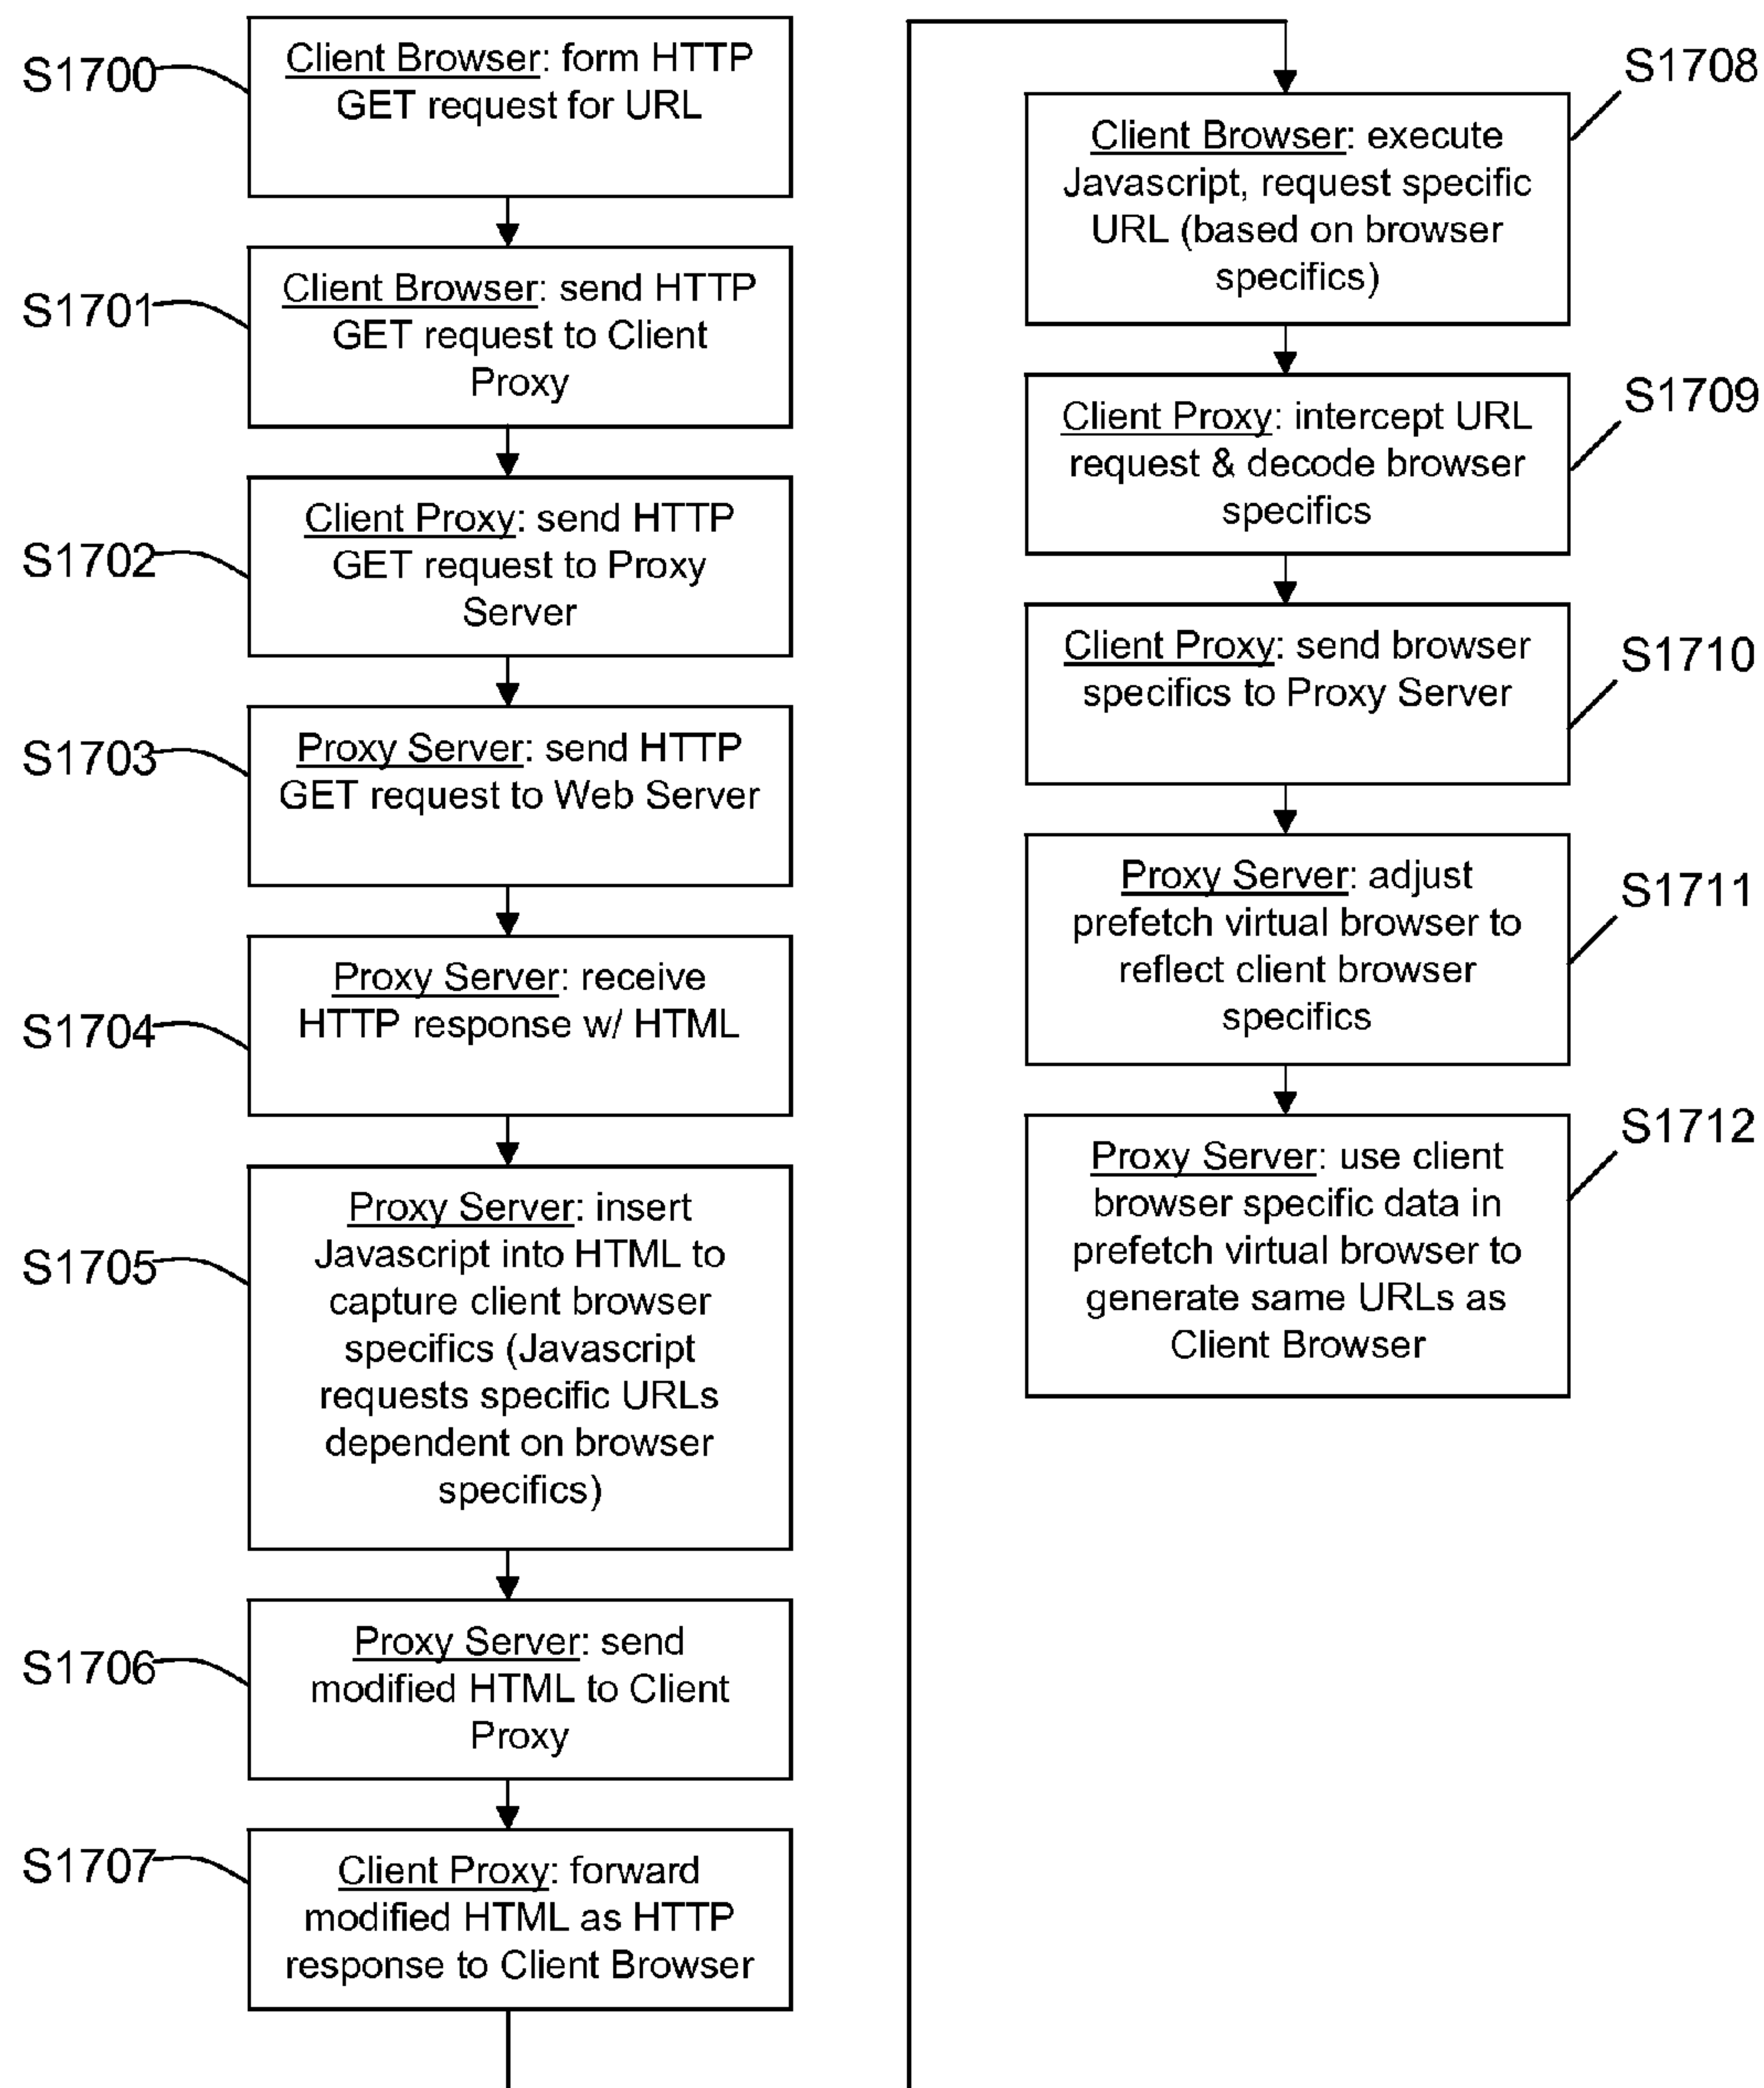 S1700
Client Browser: form HTTP
GET request for URL
S1701
Client Browser: send HTTP
GET request to Client
Proxy
S1702
Client Proxy: send HTTP
GET request to Proxy
Server
S1703
Proxy Server: send HTTP
GET request to Web Server
S1704
Proxy Server: receive
HTTP response w/ HTML
S1705
Proxy Server: insert
Javascript into HTML to
capture client browser
specifics (Javascript
requests specific URLs
dependent on browser
specifics)
S1706
Proxy Server: send
modified HTML to Client
Proxy
S1707
Client Proxy: forward
modified HTML as HTTP
response to Client Browser
S1708
Client Browser: execute
Javascript, request specific
URL (based on browser
specifics)
S1709
Client Proxy: intercept URL
request & decode browser
specifics
S1710
Client Proxy: send browser
specifics to Proxy Server
S1711
Proxy Server: adjust
prefetch virtual browser to
reflect client browser
specifics
S1712
Proxy Server: use client
browser specific data in
prefetch virtual browser to
generate same URLs as
Client Browser